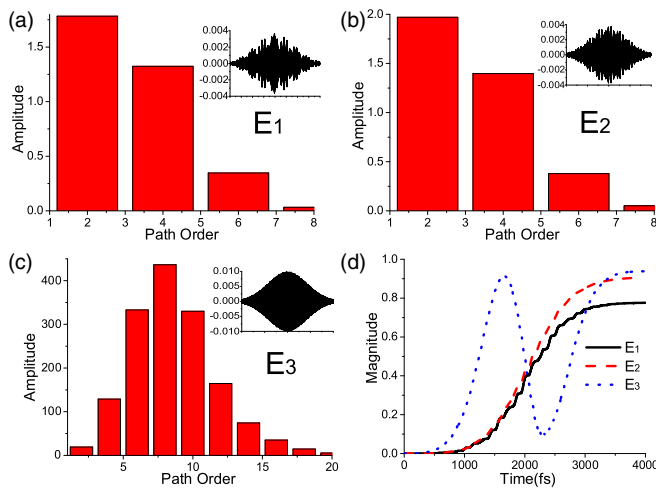 (a)
Amplitude
1.5
1.0
0.5
0.0
1 2 3 4 5 6 7 8
Path Order
0.004
0.002
0.000
-0.002
-0.004
E1
(b)
Amplitude
2.0
1.5
1.0
0.5
0.0
1 2 3 4 5 6 7 8
Path Order
0.004
0.002
0.000
-0.002
-0.004
E2
(c)
Amplitude
400
300
200
100
0
5 10 15 20
Path Order
0.010
0.005
0.000
-0.005
-0.010
E3
(d)
Magnitude
1.0
0.8
0.6
0.4
0.2
0.0
0 1000 2000 3000 4000
Time(fs)
E1
E2
E3